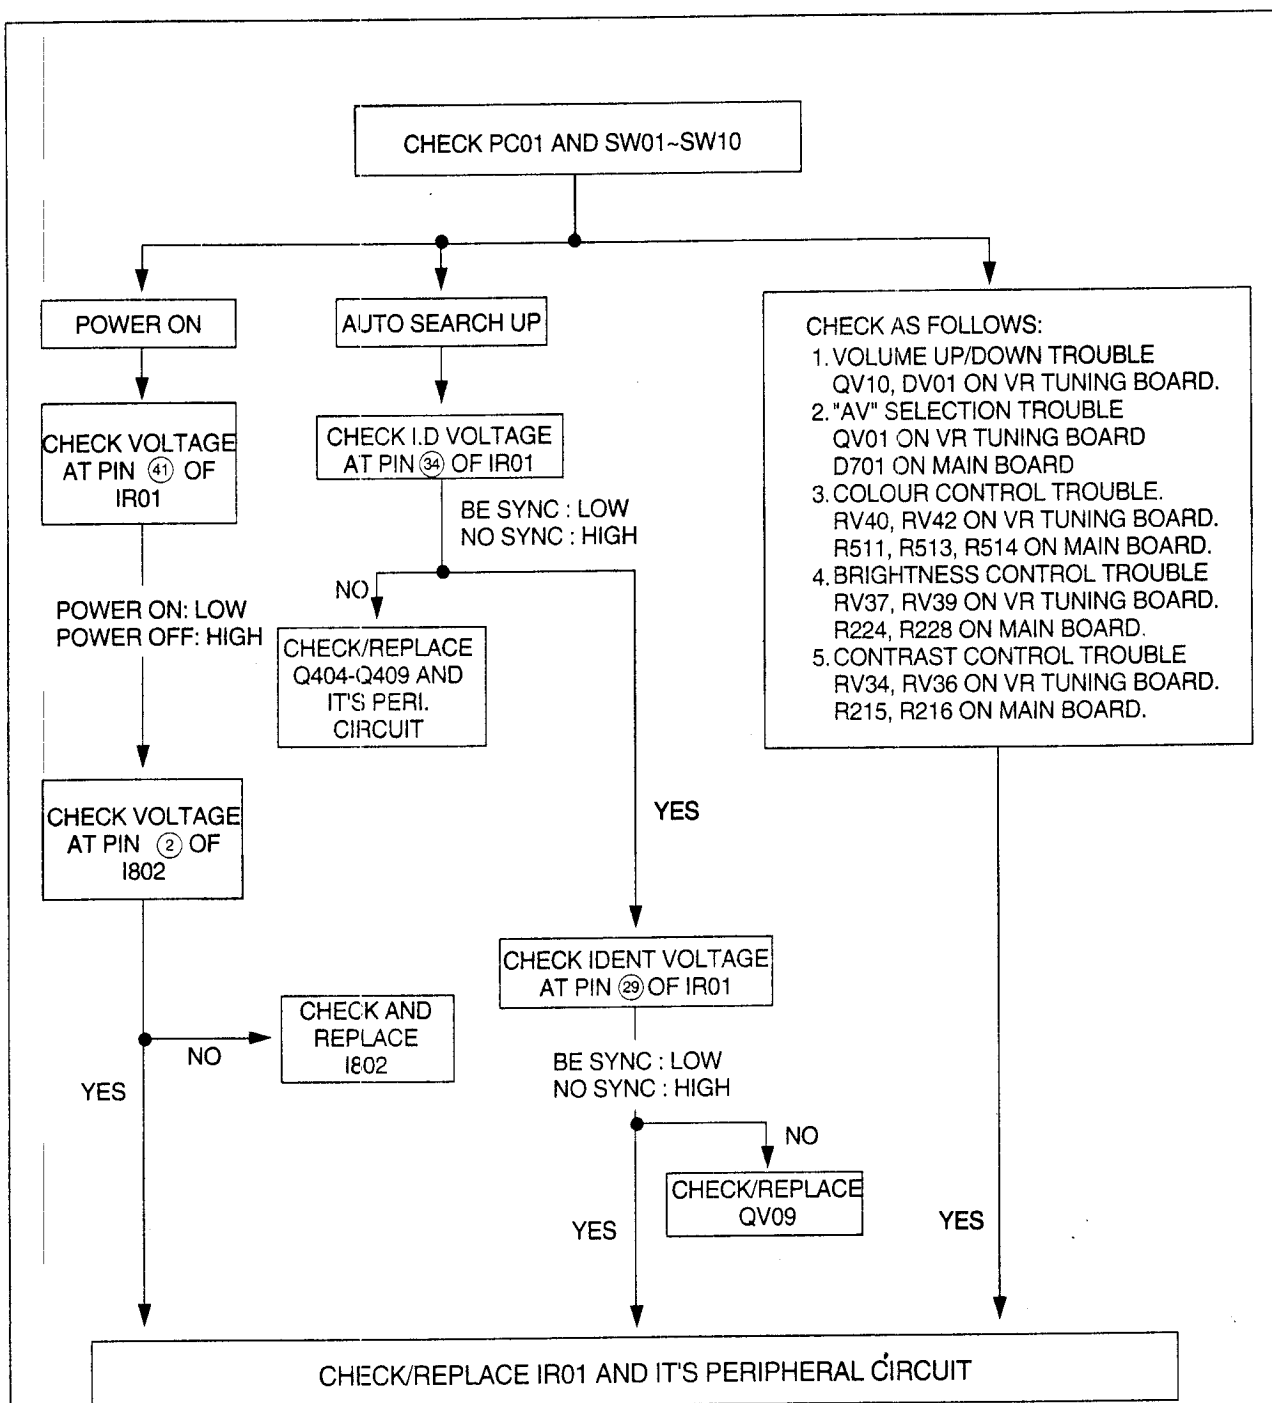 CHECK PC01 AND SW01~SW10
POWER ON
CHECK VOLTAGE
AT PIN 41 OF
IR01
POWER ON: LOW
POWER OFF: HIGH
CHECK VOLTAGE
AT PIN 2 OF
I802
NO
CHECK AND
REPLACE
I802
YES
AUTO SEARCH UP
CHECK I.D VOLTAGE
AT PIN 34 OF IR01
BE SYNC : LOW
NO SYNC : HIGH
NO
CHECK/REPLACE
Q404-Q409 AND
IT'S PERI.
CIRCUIT
YES
CHECK IDENT VOLTAGE
AT PIN 29 OF IR01
BE SYNC : LOW
NO SYNC : HIGH
NO
CHECK/REPLACE
QV09
YES
CHECK AS FOLLOWS:
1. VOLUME UP/DOWN TROUBLE
QV10, DV01 ON VR TUNING BOARD.
2. "AV" SELECTION TROUBLE
QV01 ON VR TUNING BOARD
D701 ON MAIN BOARD
3. COLOUR CONTROL TROUBLE.
RV40, RV42 ON VR TUNING BOARD.
R511, R513, R514 ON MAIN BOARD.
4. BRIGHTNESS CONTROL TROUBLE
RV37, RV39 ON VR TUNING BOARD.
R224, R228 ON MAIN BOARD.
5. CONTRAST CONTROL TROUBLE
RV34, RV36 ON VR TUNING BOARD.
R215, R216 ON MAIN BOARD.
YES
CHECK/REPLACE IR01 AND IT'S PERIPHERAL CIRCUIT